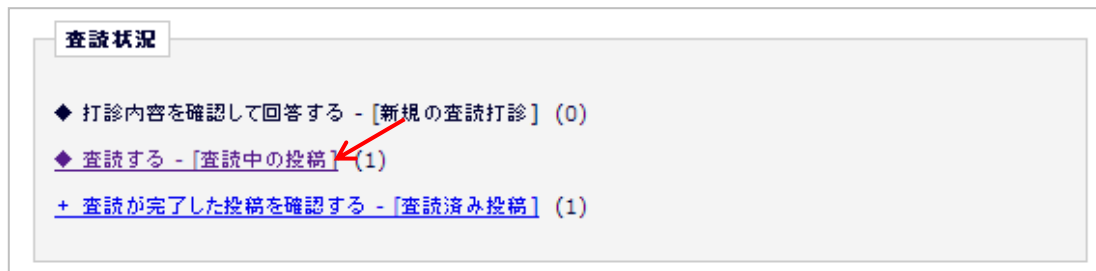 査読状況
◆ 打診内容を確認して回答する - [新規の査読打診] (0)
◆ 査読する - [査読中の投稿] (1)
+ 査読が完了した投稿を確認する - [査読済み投稿] (1)